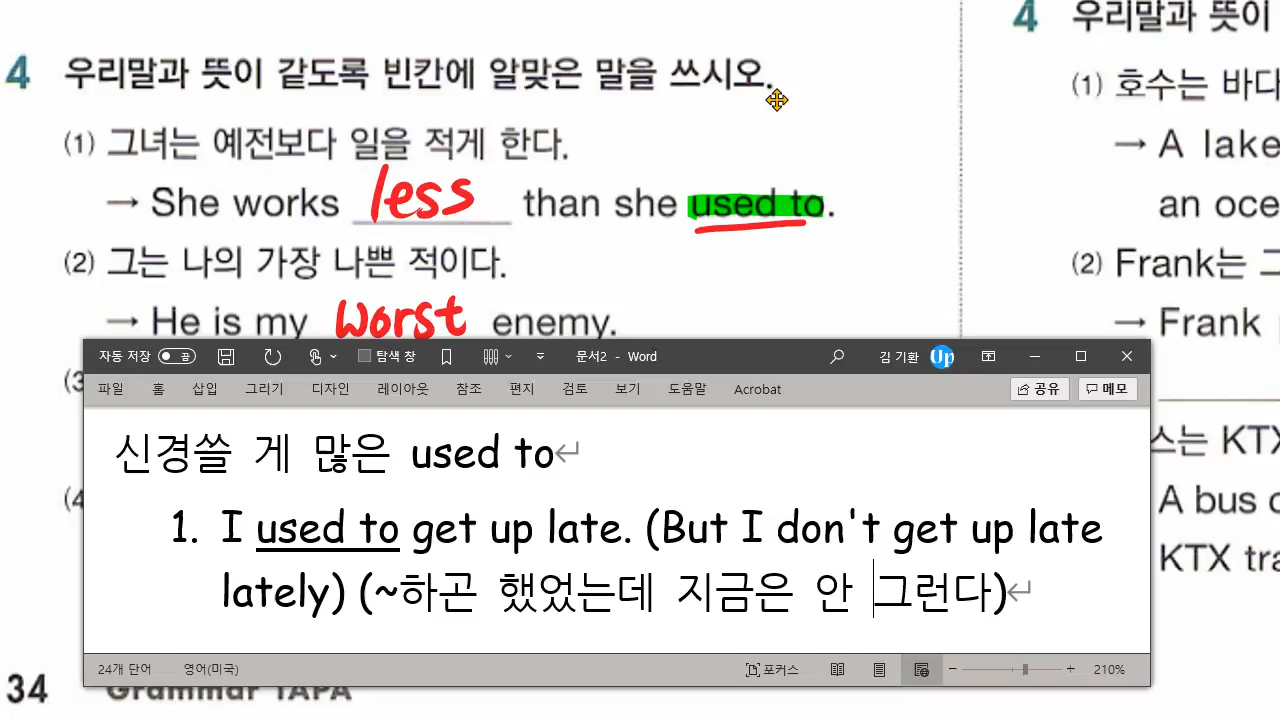 4 우리말과 뜻이 같도록 빈칸에 알맞은 말을 쓰시오.
(1) 그녀는 예전보다 일을 적게 한다.
→ She works less than she used to.
(2) 그는 나의 가장 나쁜 적이다.
→ He is my worst enemy.
(3
(4
34 Grammar TAPA
4 우리말과 뜻이
(1) 호수는 바다
→ A lake
an oce
(2) Frank는 그
→ Frank
스는 KTX
A bus
KTX tra
자동 저장 끔 탐색 창 문서2 - Word 김 기환 Up
파일 홈 삽입 그리기 디자인 레이아웃 참조 편지 검토 보기 도움말 Acrobat 공유 메모
신경쓸 게 많은 used to
1. I used to get up late. (But I don't get up late
lately) (~하곤 했었는데 지금은 안 그런다)
24개 단어 영어(미국) 포커스 210%